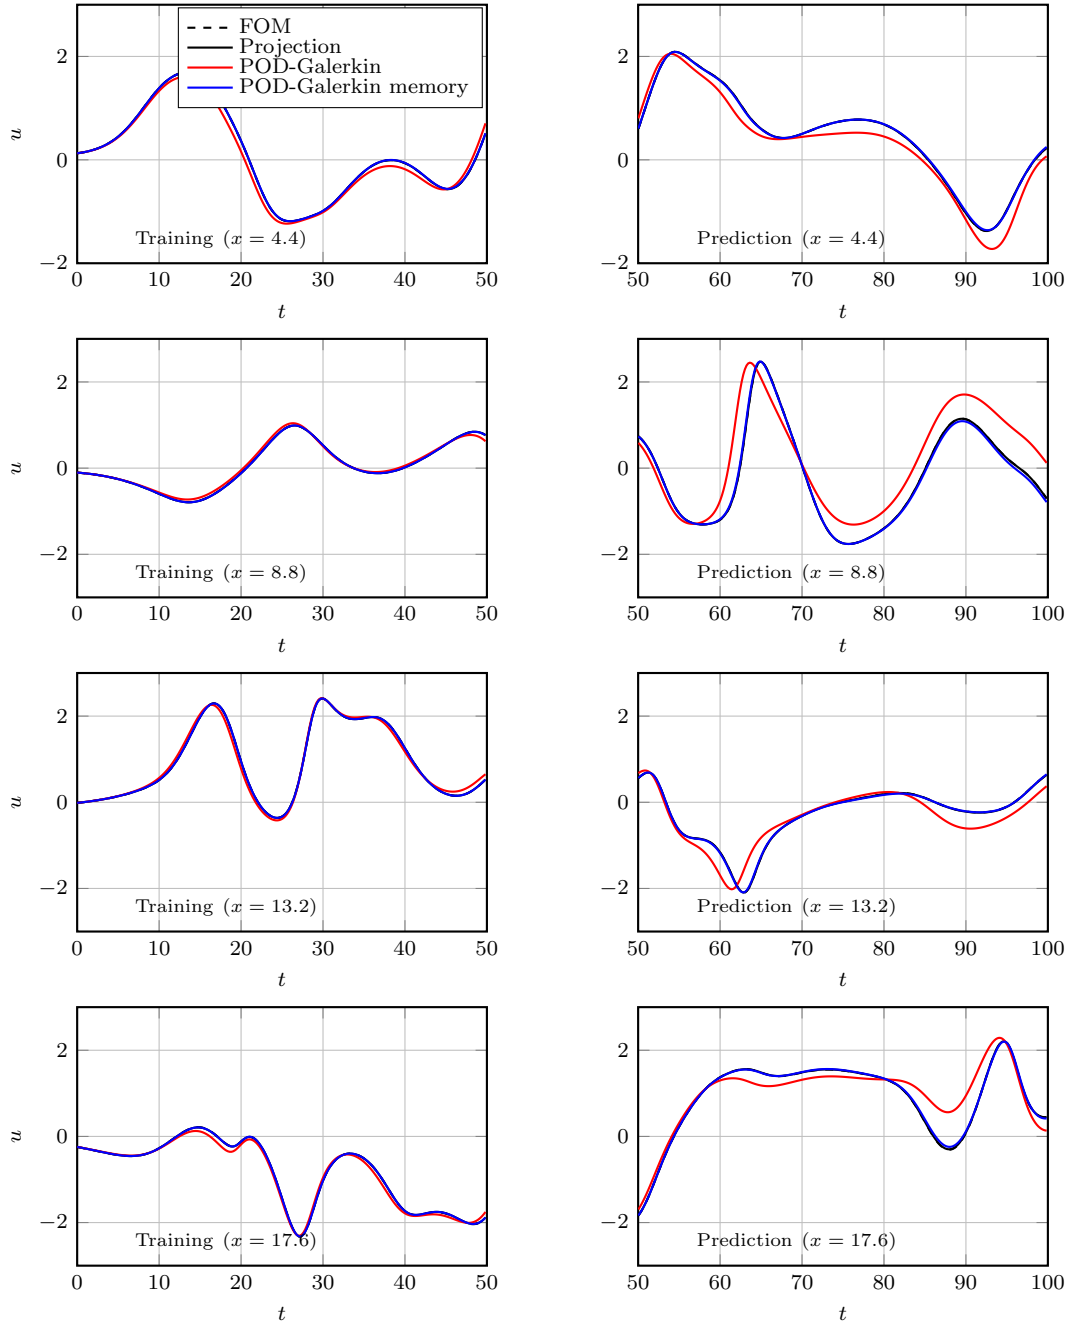 FOM
Projection
POD-Galerkin
POD-Galerkin memory
2
0
−2
u
Training (x = 4.4)
0 10 20 30 40 50
t
2
0
−2
Prediction (x = 4.4)
50 60 70 80 90 100
t
2
0
−2
u
Training (x = 8.8)
0 10 20 30 40 50
t
2
0
−2
Prediction (x = 8.8)
50 60 70 80 90 100
t
2
0
−2
u
Training (x = 13.2)
0 10 20 30 40 50
t
2
0
−2
Prediction (x = 13.2)
50 60 70 80 90 100
t
2
0
−2
u
Training (x = 17.6)
0 10 20 30 40 50
t
2
0
−2
Prediction (x = 17.6)
50 60 70 80 90 100
t